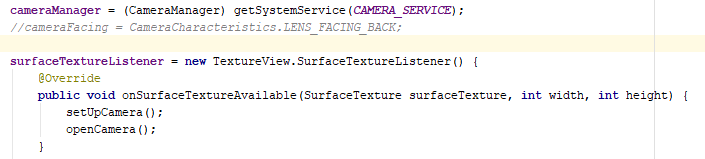 cameraManager = (CameraManager) getSystemService(CAMERA_SERVICE);
//cameraFacing = CameraCharacteristics.LENS_FACING_BACK;
surfaceTextureListener = new TextureView.SurfaceTextureListener() {
@Override
public void onSurfaceTextureAvailable(SurfaceTexture surfaceTexture, int width, int height) {
setUpCamera();
openCamera();
}